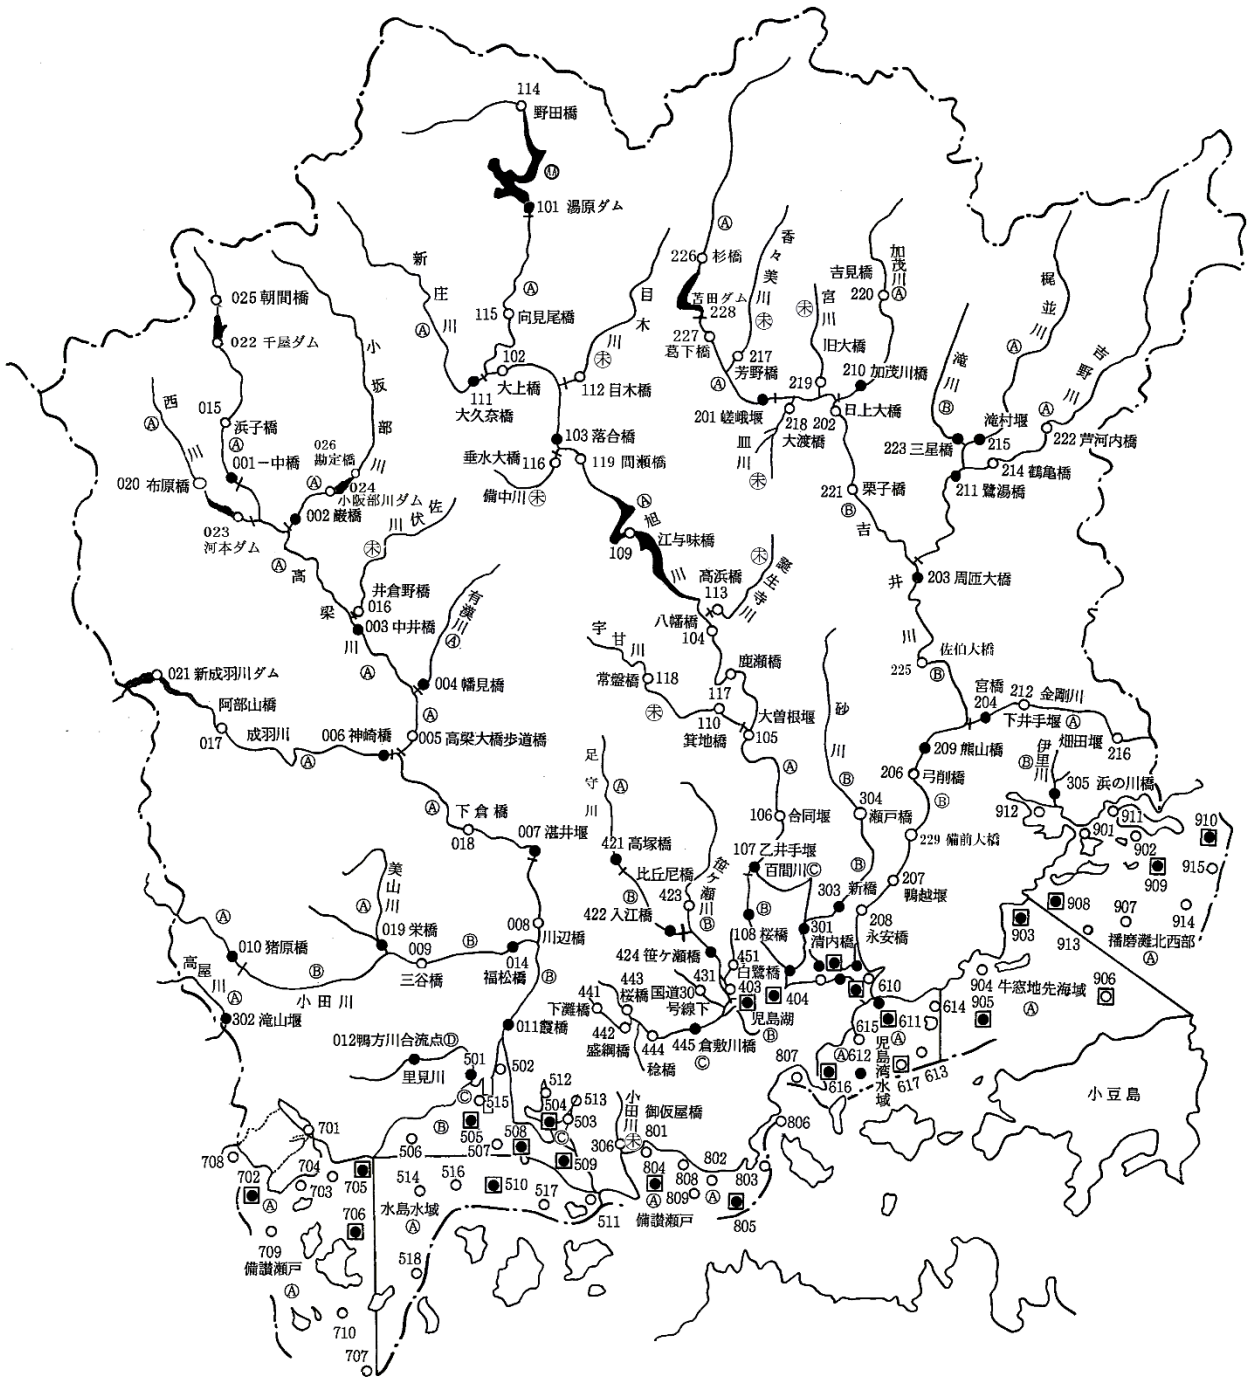 114
野田橋
Ⓐ
101 湯原ダム
新庄川
Ⓐ
Ⓐ
115 向見尾橋
目木川
㊍
226 杉橋
Ⓐ
香々美川
㊍
苫田ダム
228
227
葛下橋
217
芳野橋
宮川
旧大橋
219
吉見橋
220
加茂川
Ⓐ
210 加茂川橋
梶並川
Ⓐ
吉野川
Ⓐ
滝川
Ⓑ
025 朝間橋
022 千屋ダム
小坂部川
西川
Ⓐ
015
浜子橋
Ⓐ
001 一中橋
026
勘定橋
Ⓐ
024
小阪部川ダム
020 布原橋
023
河本ダム
002 巌橋
102
大上橋
111
大久奈橋
112 目木橋
103 落合橋
垂水大橋
116
119 間瀬橋
備中川
201 嵯峨堰
218
大渡橋
皿川
202
日上大橋
223 三星橋
滝村堰
215
222 芦河内橋
214 鶴亀橋
211 鷺湯橋
221
栗子橋
Ⓑ
吉井川
203 周匝大橋
佐伏川
高梁川
Ⓐ
井倉野橋
016
003 中井橋
Ⓐ
有漢川
Ⓐ
004 幡見橋
Ⓐ
005 高梁大橋歩道橋
109
江与味橋
Ⓐ
旭川
高浜橋
113
誕生寺川
八幡橋
104
宇甘川
常盤橋
118
鹿瀬橋
117
110
箕地橋
大曽根堰
105
Ⓐ
225
佐伯大橋
Ⓑ
宮橋
204
212
金剛川
下井手堰
Ⓐ
216
021 新成羽川ダム
阿部山橋
017
成羽川
Ⓐ
006 神崎橋
Ⓐ
下倉橋
018
007 湛井堰
足守川
Ⓐ
421 高塚橋
106 合同堰
砂川
Ⓑ
304
瀬戸橋
209 熊山橋
206
弓削橋
Ⓑ
229 備前大橋
伊里川
Ⓑ
畑田堰
305 浜の川橋
912
901
911
902
910
909
915
美山川
Ⓐ
019 栄橋
Ⓐ
010 猪原橋
Ⓑ
小田川
009
三谷橋
Ⓑ
008
川辺橋
014
福松橋
Ⓑ
比丘尼橋
Ⓑ
422 入江橋
423
笹ヶ瀬川
Ⓑ
424 笹ヶ瀬橋
107 乙井手堰
百間川Ⓒ
Ⓑ
108 桜橋
303
新橋
301
清内橋
Ⓑ
207
鴨越堰
208
永安橋
908
903
907
914
913
播磨灘北西部
Ⓐ
高屋川
Ⓐ
302 滝山堰
012鴨方川合流点Ⓓ
里見川
011霞橋
441
下灘橋
442
盛綱橋
443
桜橋
444
稔橋
国道30
号線下
431
451
白鷺橋
403
404
児島湖
Ⓑ
445 倉敷川橋
Ⓒ
610
614
615
611
Ⓐ
612
Ⓐ
児島湾水域
616
617
613
904
905
牛窓地先海域
Ⓐ
906
501
502
Ⓒ
515
505
Ⓑ
506
507
508
512
504
513
503
Ⓒ
509
小田川
306
御仮屋橋
801
802
803
804
Ⓐ
808
809
Ⓐ
805
806
807
備讃瀬戸
小豆島
701
708
702
Ⓐ
704
703
705
706
709
備讃瀬戸
Ⓐ
710
707
514
516
510
517
511
水島水域
Ⓐ
518